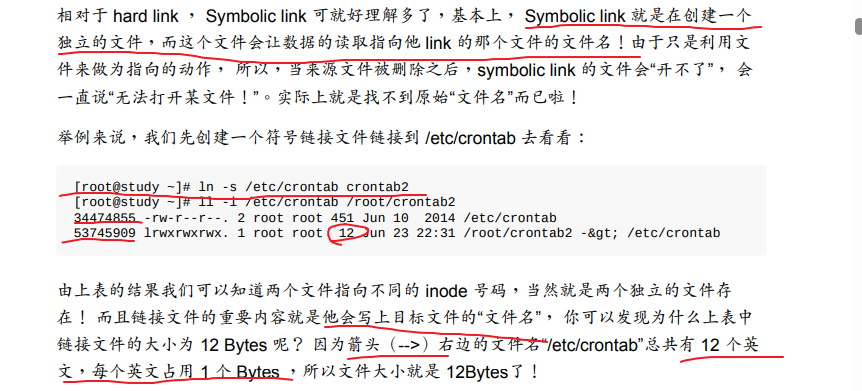 相对于 hard link ， Symbolic link 可就好理解多了，基本上， Symbolic link 就是在创建一个
独立的文件，而这个文件会让数据的读取指向他 link 的那个文件的文件名！由于只是利用文
件来做为指向的动作， 所以，当来源文件被删除之后，symbolic link 的文件会“开不了”， 会
一直说“无法打开某文件！”。实际上就是找不到原始“文件名”而已啦！
举例来说，我们先创建一个符号链接文件链接到 /etc/crontab 去看看：
[root@study ~]# ln -s /etc/crontab crontab2
[root@study ~]# ll -i /etc/crontab /root/crontab2
34474855 -rw-r--r--. 2 root root 451 Jun 10  2014 /etc/crontab
53745909 lrwxrwxrwx. 1 root root  12 Jun 23 22:31 /root/crontab2 -&gt; /etc/crontab
由上表的结果我们可以知道两个文件指向不同的 inode 号码，当然就是两个独立的文件存
在！ 而且链接文件的重要内容就是他会写上目标文件的“文件名”， 你可以发现为什么上表中
链接文件的大小为 12 Bytes 呢？ 因为箭头（-->）右边的文件名“/etc/crontab”总共有 12 个英
文，每个英文占用 1 个 Bytes ，所以文件大小就是 12Bytes了！